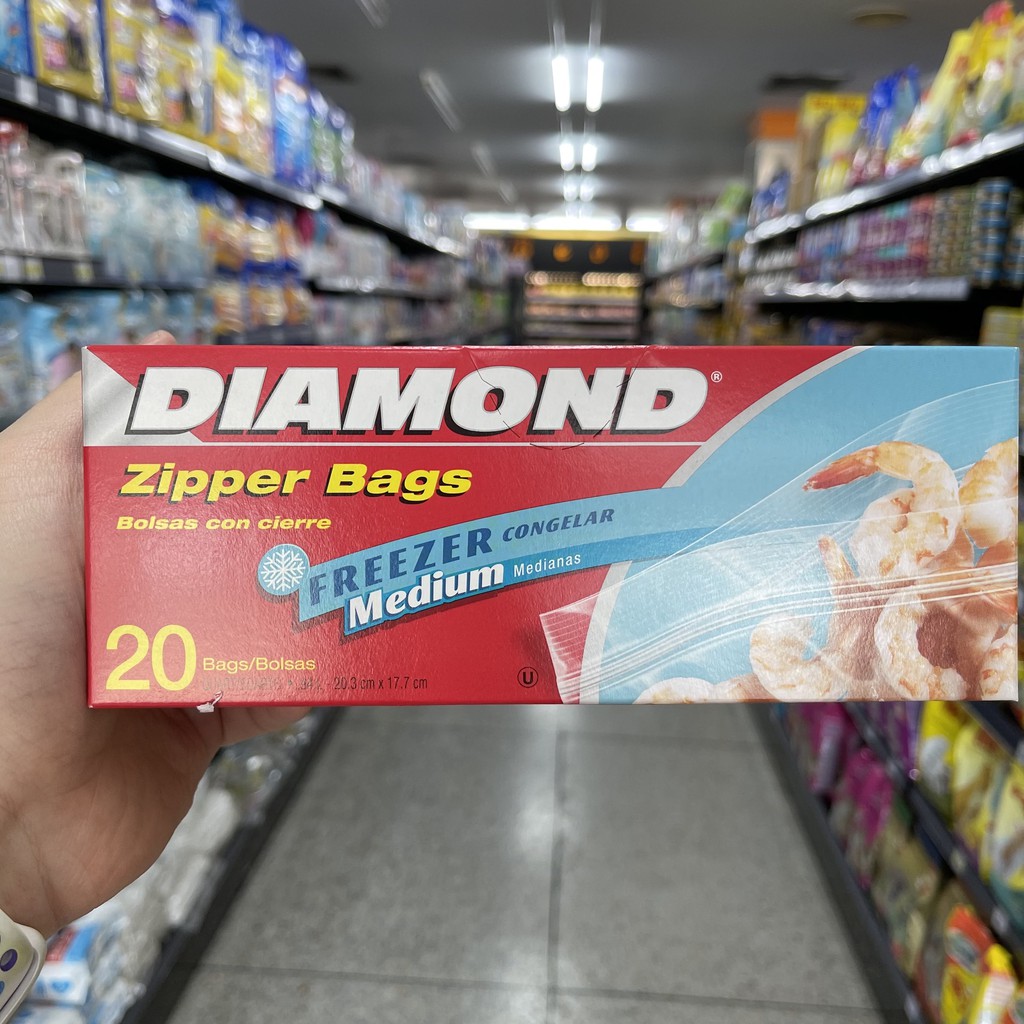 DIAMOND®
Zipper Bags
Bolsas con cierre
FREEZER CONGELAR
Medium Medianas
20 Bags/Bolsas
20.3 cm x 17.7 cm
U